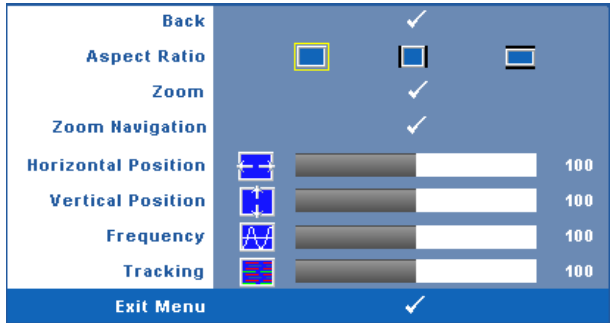 Back
Aspect Ratio
Zoom
Zoom Navigation
Horizontal Position 100
Vertical Position 100
Frequency 100
Tracking 100
Exit Menu